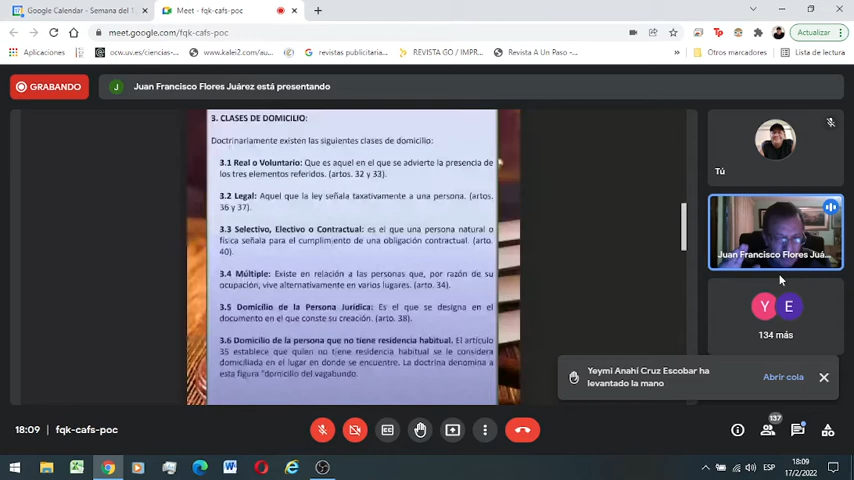 Google Calendar - Semana del 1
Meet - fqk-cafs-poc
meet.google.com/fqk-cafs-poc
Actualizar
Aplicaciones
ocw.uv.es/ciencias-...
www.kalei2.com/au...
revistas publicitaria...
REVISTA GO / IMPR...
Revista A Un Paso -...
»
Otros marcadores
Lista de lectura
GRABANDO
J
Juan Francisco Flores Juárez está presentando
3. CLASES DE DOMICILIO:
Doctrinariamente existen las siguientes clases de domicilio:
3.1 Real o Voluntario: Que es aquel en el que se advierte la presencia de
los tres elementos referidos. (artos. 32 y 33).
3.2 Legal: Aquel que la ley señala taxativamente a una persona. (artos.
36 y 37).
3.3 Selectivo, Electivo o Contractual: es el que una persona natural o
física señala para el cumplimiento de una obligación contractual. (arto.
40).
3.4 Múltiple: Existe en relación a las personas que, por razón de su
ocupación, vive alternativamente en varios lugares. (arto. 34).
3.5 Domicilio de la Persona Jurídica: Es el que se designa en el
documento en el que conste su creación. (arto. 38).
3.6 Domicilio de la persona que no tiene residencia habitual. El artículo
35 establece que quien no tiene residencia habitual se le considera
domiciliada en el lugar en donde se encuentre. La doctrina denomina a
esta figura "domicilio del vagabundo.
Tú
Juan Francisco Flores Juá...
Y E
134 más
Yeymi Anahí Cruz Escobar ha
levantado la mano
Abrir cola
18:09
fqk-cafs-poc
137
ESP
18:09
17/2/2022